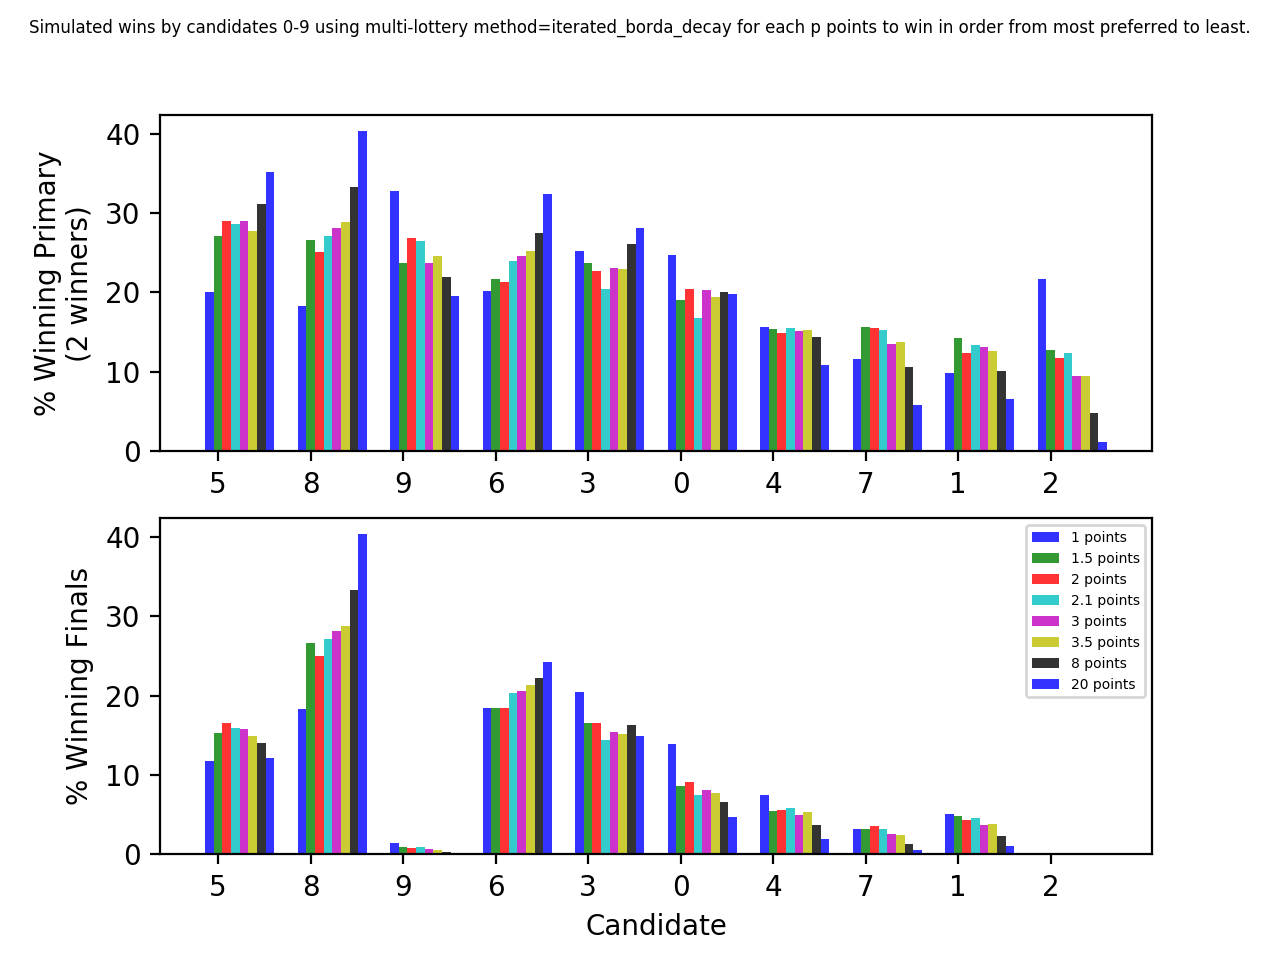 Simulated wins by candidates 0-9 using multi-lottery method=iterated_borda_decay for each p points to win in order from most preferred to least.
% Winning Primary
(2 winners)
40
30
20
10
0
5 8 9 6 3 0 4 7 1 2
% Winning Finals
40
30
20
10
0
1 points
1.5 points
2 points
2.1 points
3 points
3.5 points
8 points
20 points
5 8 9 6 3 0 4 7 1 2
Candidate